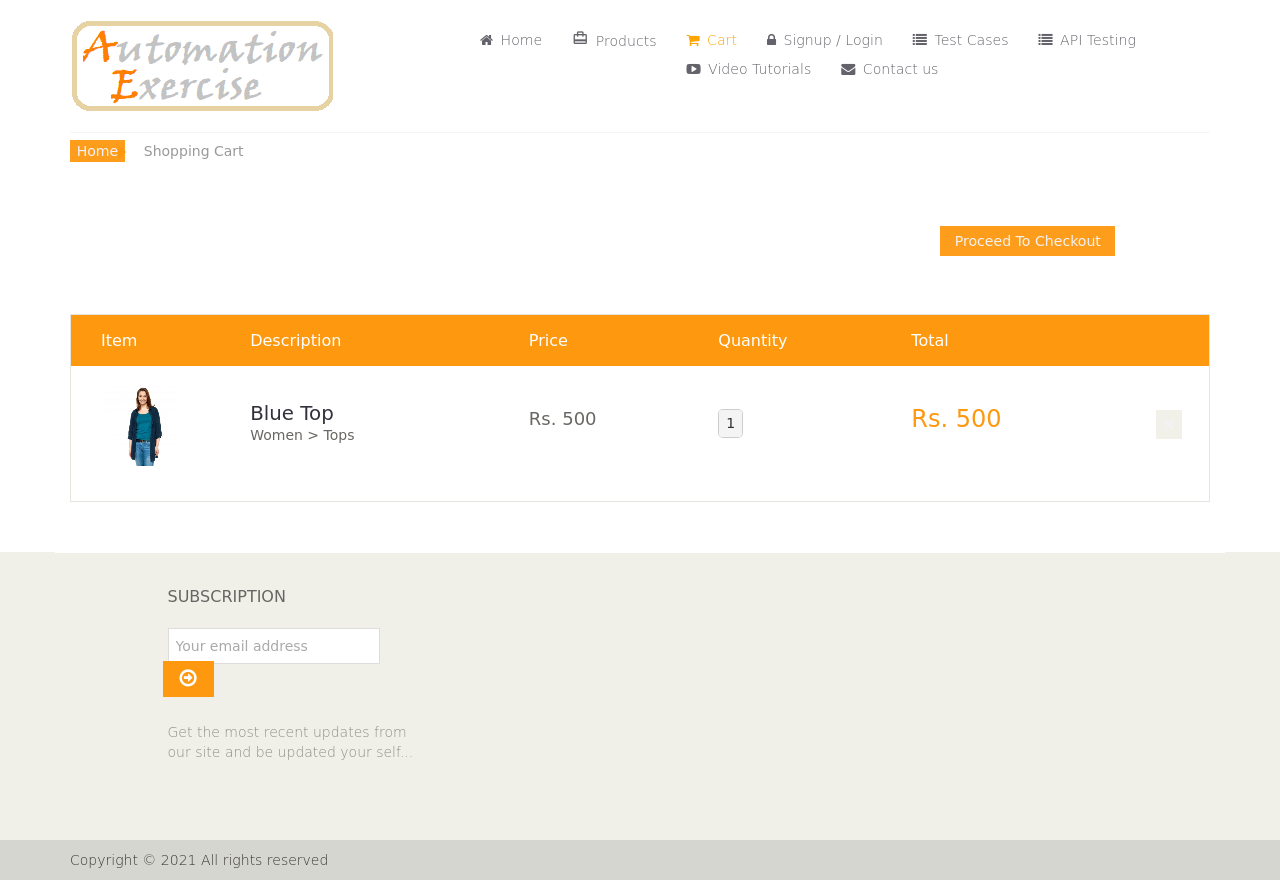 Automation
Exercise
Home
Products
Cart
Signup / Login
Test Cases
API Testing
Video Tutorials
Contact us
Home
Shopping Cart
Proceed To Checkout
Item Description Price Quantity Total
Blue Top
Women > Tops
Rs. 500
1
Rs. 500
SUBSCRIPTION
Your email address
Get the most recent updates from
our site and be updated your self...
Copyright © 2021 All rights reserved